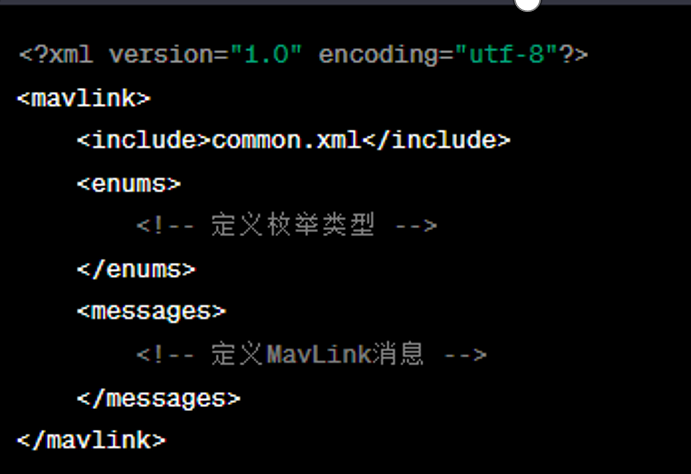 <?xml version="1.0" encoding="utf-8"?>
<mavlink>
    <include>common.xml</include>
    <enums>
        <!-- 定义枚举类型 -->
    </enums>
    <messages>
        <!-- 定义MavLink消息 -->
    </messages>
</mavlink>